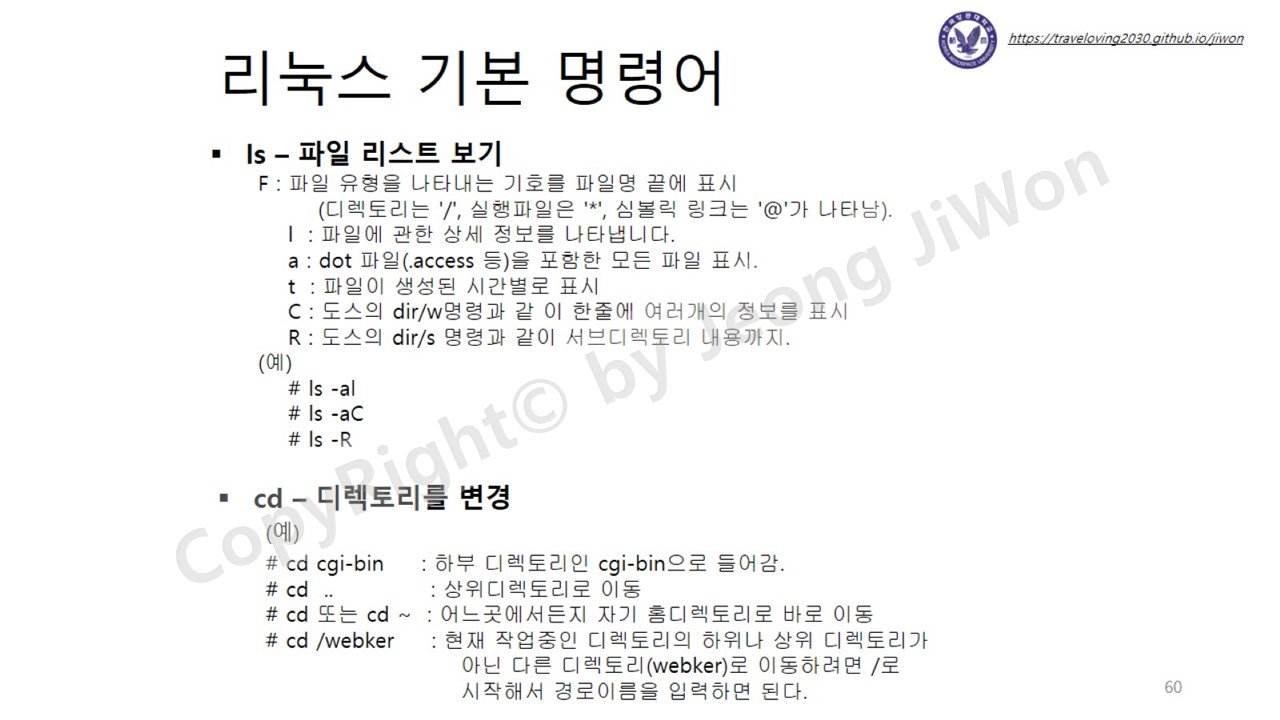 https://traveloving2030.github.io/jiwon
리눅스 기본 명령어
▪ ls – 파일 리스트 보기
F : 파일 유형을 나타내는 기호를 파일명 끝에 표시
(디렉토리는 '/', 실행파일은 '*', 심볼릭 링크는 '@'가 나타남).
l : 파일에 관한 상세 정보를 나타냅니다.
a : dot 파일(.access 등)을 포함한 모든 파일 표시.
t : 파일이 생성된 시간별로 표시
C : 도스의 dir/w명령과 같 이 한줄에 여러개의 정보를 표시
R : 도스의 dir/s 명령과 같이 서브디렉토리 내용까지.
(예)
# ls -al
# ls -aC
# ls -R
▪ cd – 디렉토리를 변경
(예)
# cd cgi-bin : 하부 디렉토리인 cgi-bin으로 들어감.
# cd .. : 상위디렉토리로 이동
# cd 또는 cd ~ : 어느곳에서든지 자기 홈디렉토리로 바로 이동
# cd /webker : 현재 작업중인 디렉토리의 하위나 상위 디렉토리가
아닌 다른 디렉토리(webker)로 이동하려면 /로
시작해서 경로이름을 입력하면 된다.
CopyRight© by Jeong JiWon
60